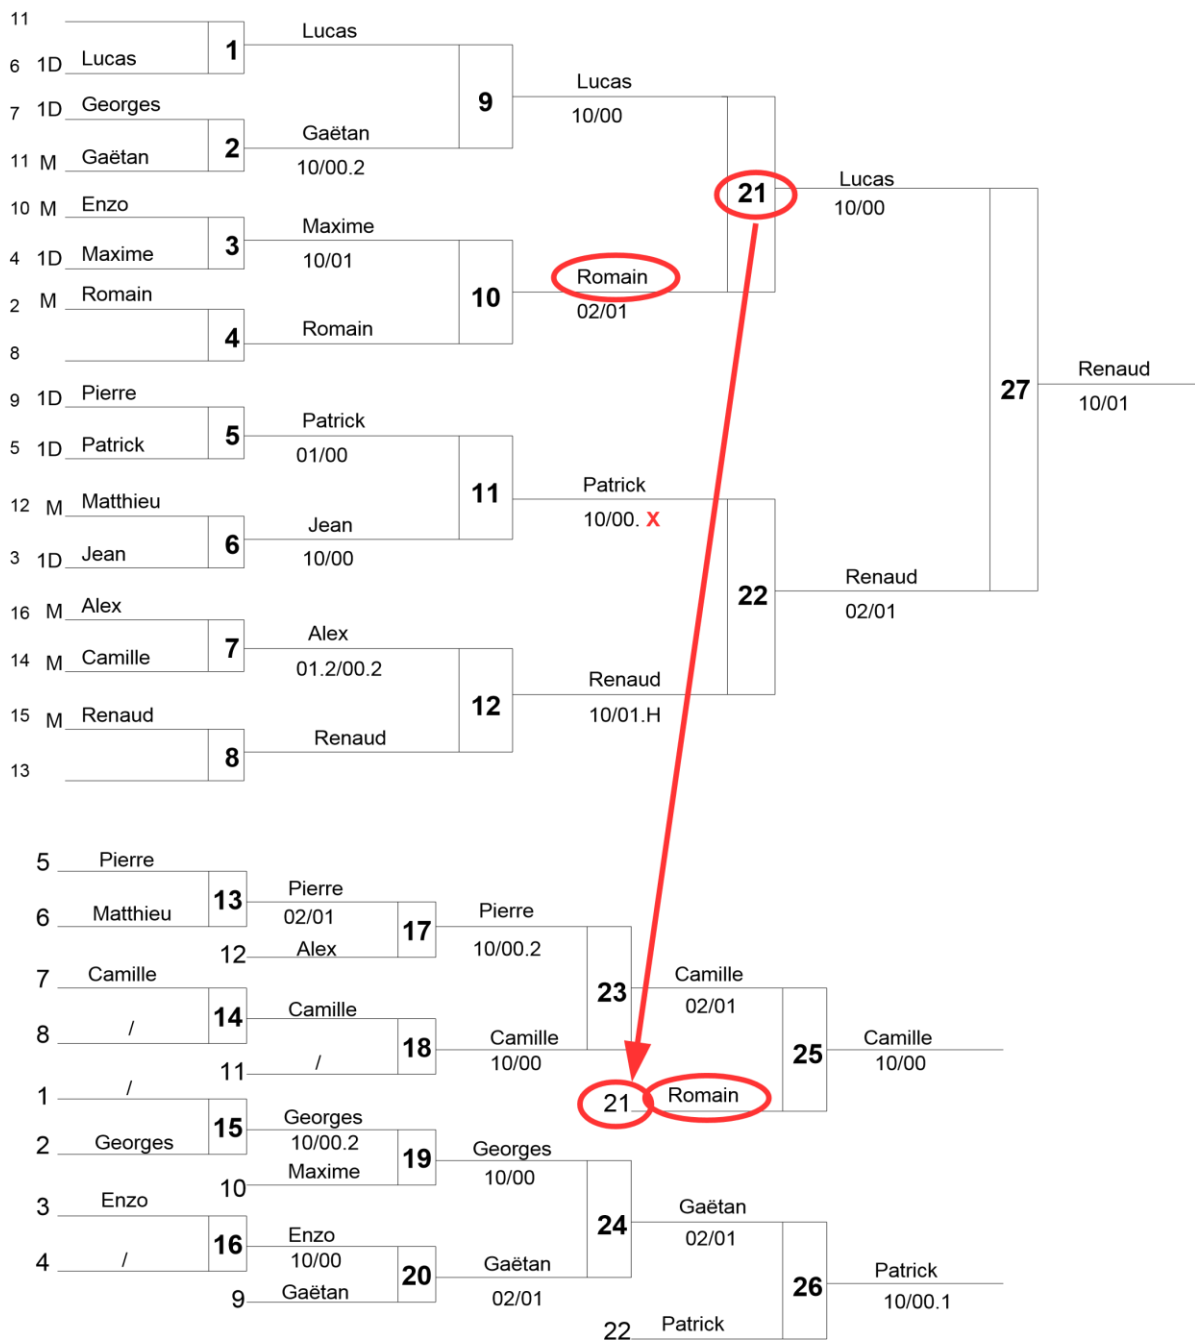 11
6 1D Lucas
1
Lucas
7 1D Georges
11 M Gaëtan
2
Gaëtan
10/00.2
9
Lucas
10/00
10 M Enzo
4 1D Maxime
3
Maxime
10/01
2 M Romain
8
4
Romain
10
Romain
02/01
21
Lucas
10/00
9 1D Pierre
5 1D Patrick
5
Patrick
01/00
12 M Matthieu
3 1D Jean
6
Jean
10/00
11
Patrick
10/00. X
16 M Alex
14 M Camille
7
Alex
01.2/00.2
15 M Renaud
13
8
Renaud
12
Renaud
10/01.H
22
Renaud
02/01
27
Renaud
10/01
5 Pierre
6 Matthieu
13
Pierre
02/01
12 Alex
17
Pierre
10/00.2
7 Camille
8 /
14
Camille
11 /
18
Camille
10/00
23
Camille
02/01
21 Romain
25
Camille
10/00
1 /
2 Georges
15
Georges
10/00.2
10 Maxime
19
Georges
10/00
3 Enzo
4 /
16
Enzo
10/00
9 Gaëtan
20
Gaëtan
02/01
24
Gaëtan
02/01
22 Patrick
26
Patrick
10/00.1